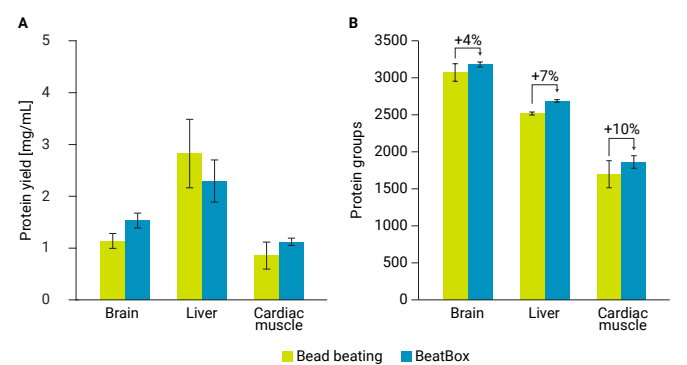 A
Protein yield [mg/mL]
5
4
3
2
1
0
Brain
Liver
Cardiac
muscle
B
Protein groups
3500
3000
2500
2000
1500
1000
500
0
+4%
+7%
+10%
Brain
Liver
Cardiac
muscle
Bead beating
BeatBox